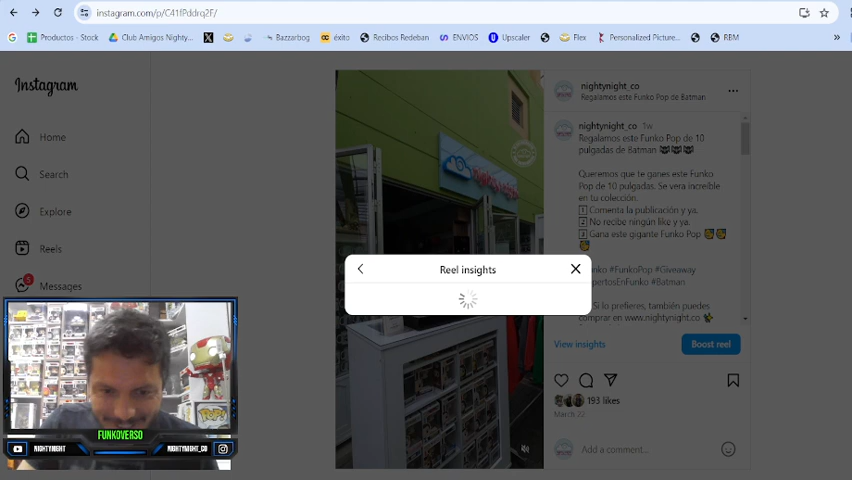 instagram.com/p/C41fPddrq2F/
Productos - Stock
Club Amigos Nighty...
Bazzarbog
éxito
Recibos Redeban
ENVIOS
Upscaler
Flex
Personalized Picture...
RBM
Instagram
Home
Search
Explore
Reels
Messages
5
nightynight_co
Regalamos este Funko Pop de Batman
nightynight_co 7w
Regalamos este Funko Pop de 10
pulgadas de Batman
Queremos que te ganes este Funko
Pop de 10 pulgadas. Se vera increíble
en tu colección.
1 Comenta la publicación y ya.
2 No recibe ningún like y ya.
3 Gana este gigante Funko Pop
#FunkoPop #Giveaway
#Batman
Si lo prefieres, también puedes
comprar en www.nightynight.co
Reel insights
View insights
Boost reel
193 likes
March 22
Add a comment...
POP!
FUNKOVERSO
NIGHTYNIGHT
NIGHTYNIGHT_CO